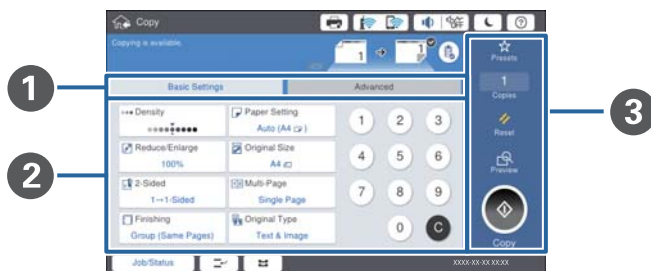 Copy
Copying is available.
1
1
Basic Settings
Advanced
Density
Paper Setting
Auto (A4)
Reduce/Enlarge
100%
Original Size
A4
2-Sided
1→1-Sided
Multi-Page
Single Page
Finishing
Group (Same Pages)
Original Type
Text & Image
1 2 3
4 5 6
7 8 9
0 C
Presets
1
Copies
Reset
Preview
Copy
Job/Status
XXXX-XX-XX XX:XX
1
2
3